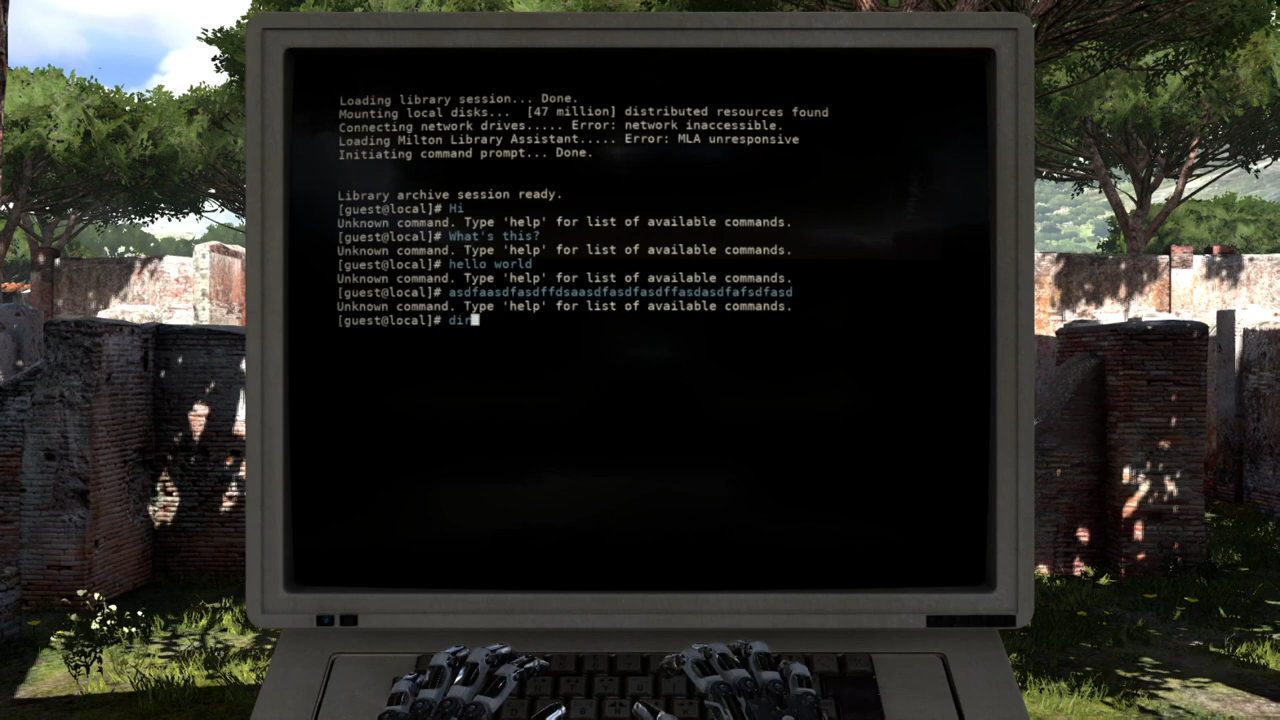 Loading library session... Done.
Mounting local disks...  [47 million] distributed resources found
Connecting network drives..... Error: network inaccessible.
Loading Milton Library Assistant..... Error: MLA unresponsive
Initiating command prompt... Done.
Library archive session ready.
[guest@local]# Hi
Unknown command. Type 'help' for list of available commands.
[guest@local]# What's this?
Unknown command. Type 'help' for list of available commands.
[guest@local]# hello world
Unknown command. Type 'help' for list of available commands.
[guest@local]# asdfaasdfasdffdsaasdfasdfasdffasdasdfafsdfasd
Unknown command. Type 'help' for list of available commands.
[guest@local]# dir